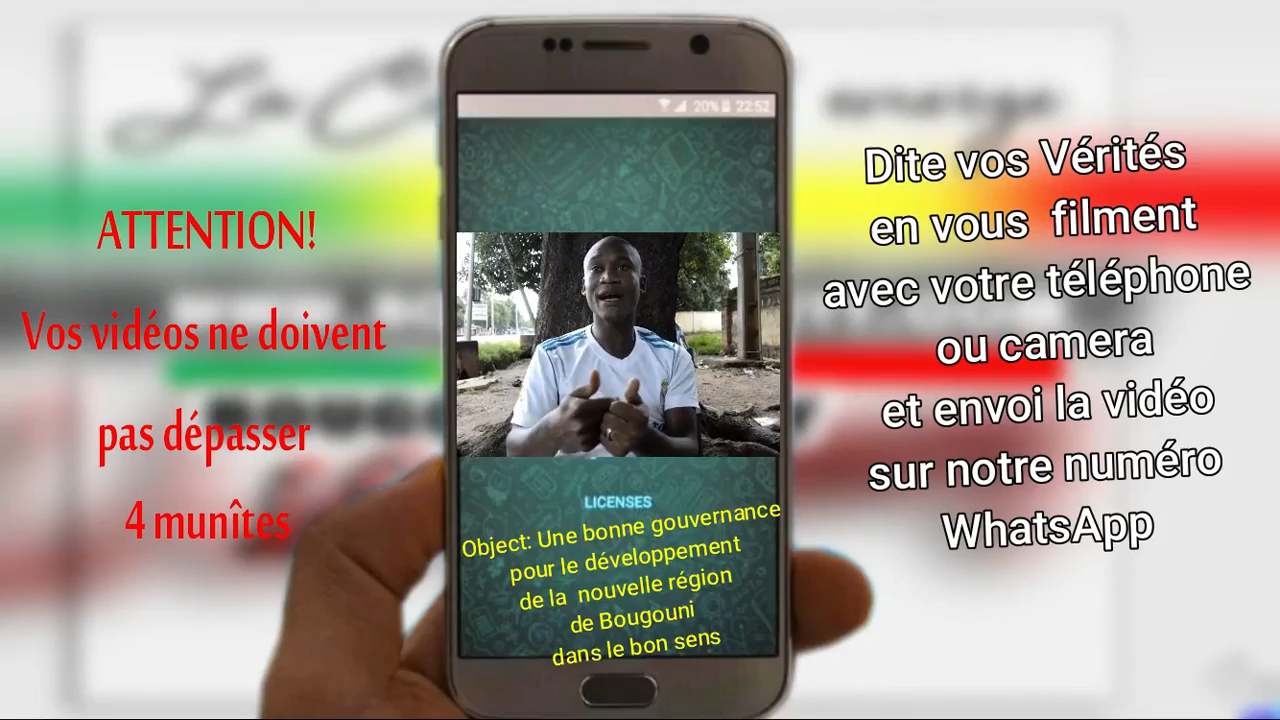 20% 22:52
ATTENTION!
Vos vidéos ne doivent
pas dépasser
4 munîtes
LICENSES
Object: Une bonne gouvernance
pour le développement
de la nouvelle région
de Bougouni
dans le bon sens
Dite vos Vérités
en vous filment
avec votre téléphone
ou camera
et envoi la vidéo
sur notre numéro
WhatsApp